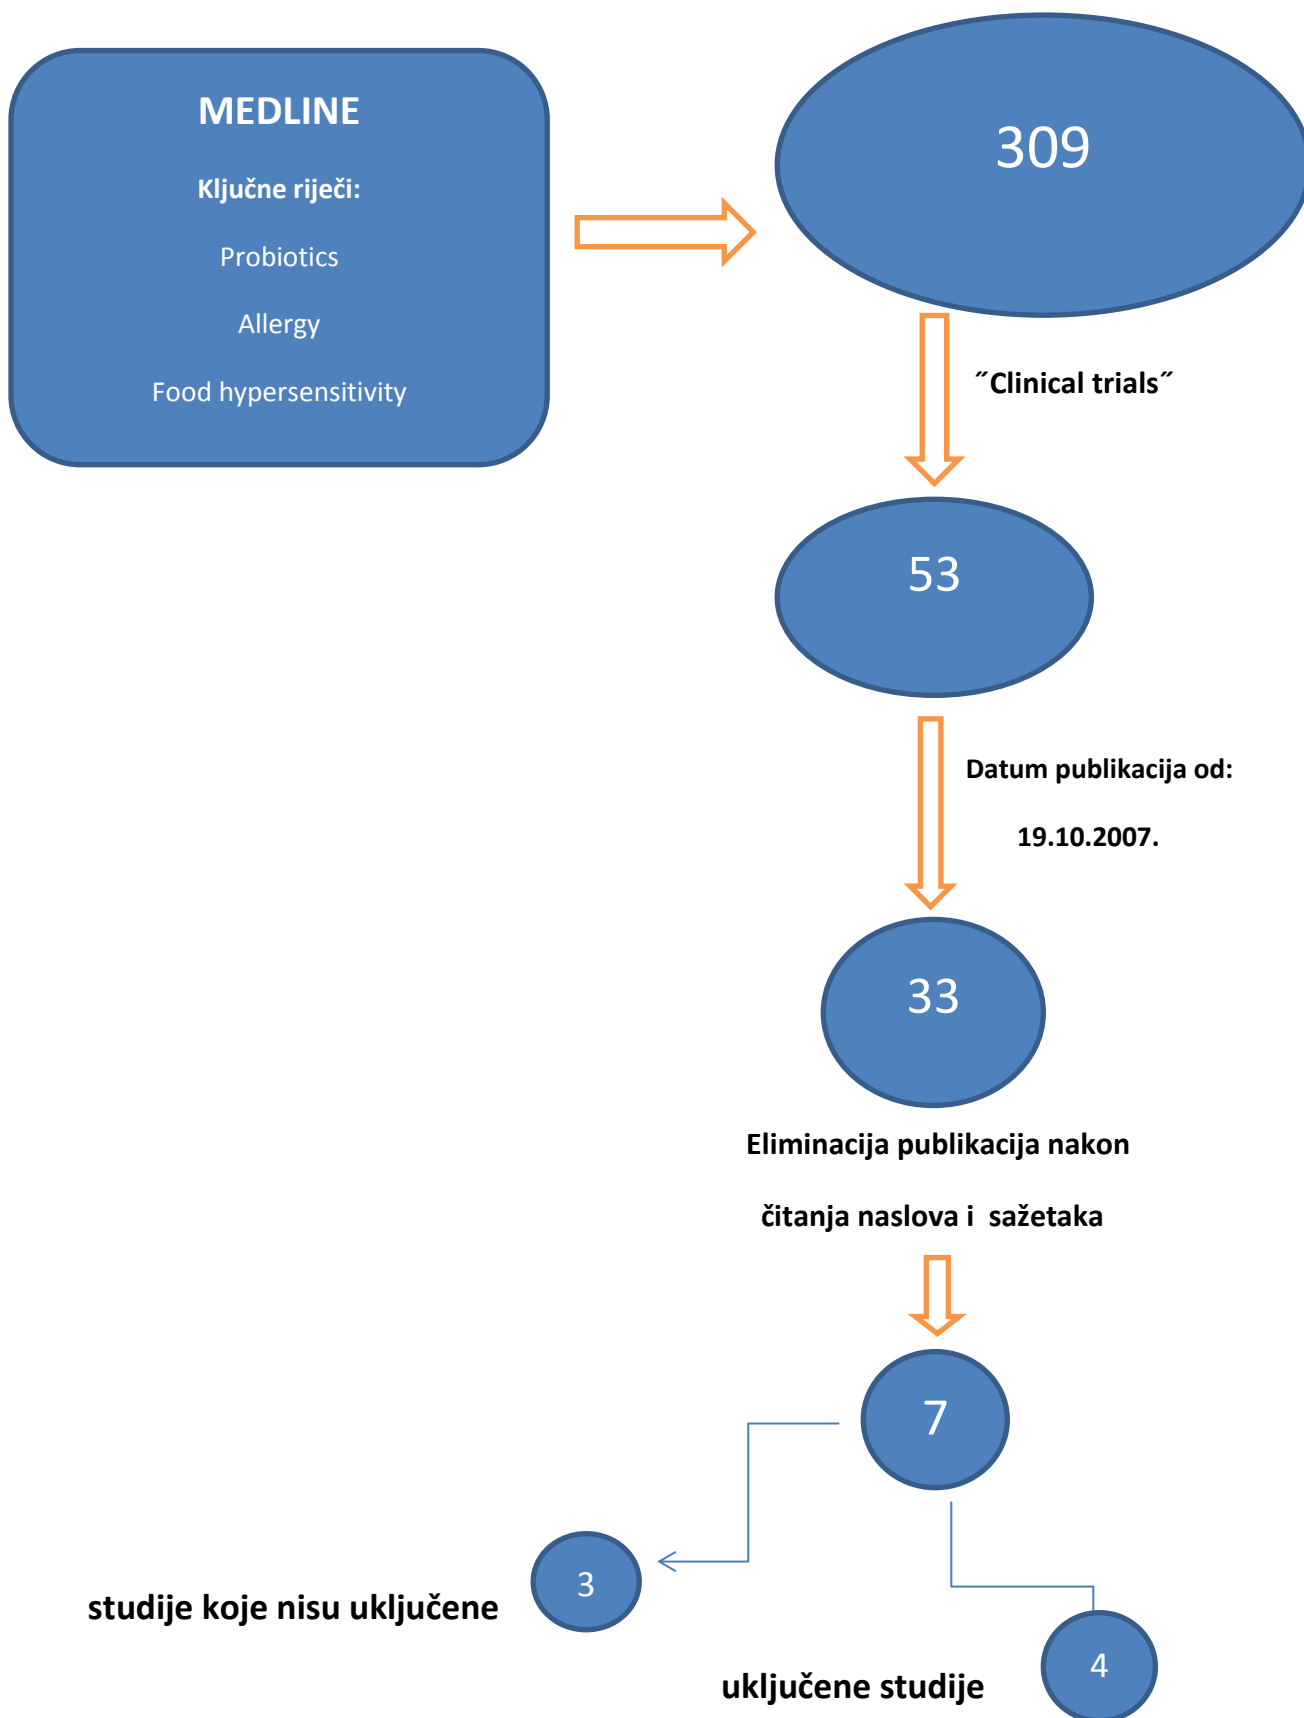 MEDLINE
Ključne riječi:
Probiotics
Allergy
Food hypersensitivity
309
˝Clinical trials˝
53
Datum publikacija od:
19.10.2007.
33
Eliminacija publikacija nakon
čitanja naslova i  sažetaka
7
3
studije koje nisu uključene
4
uključene studije